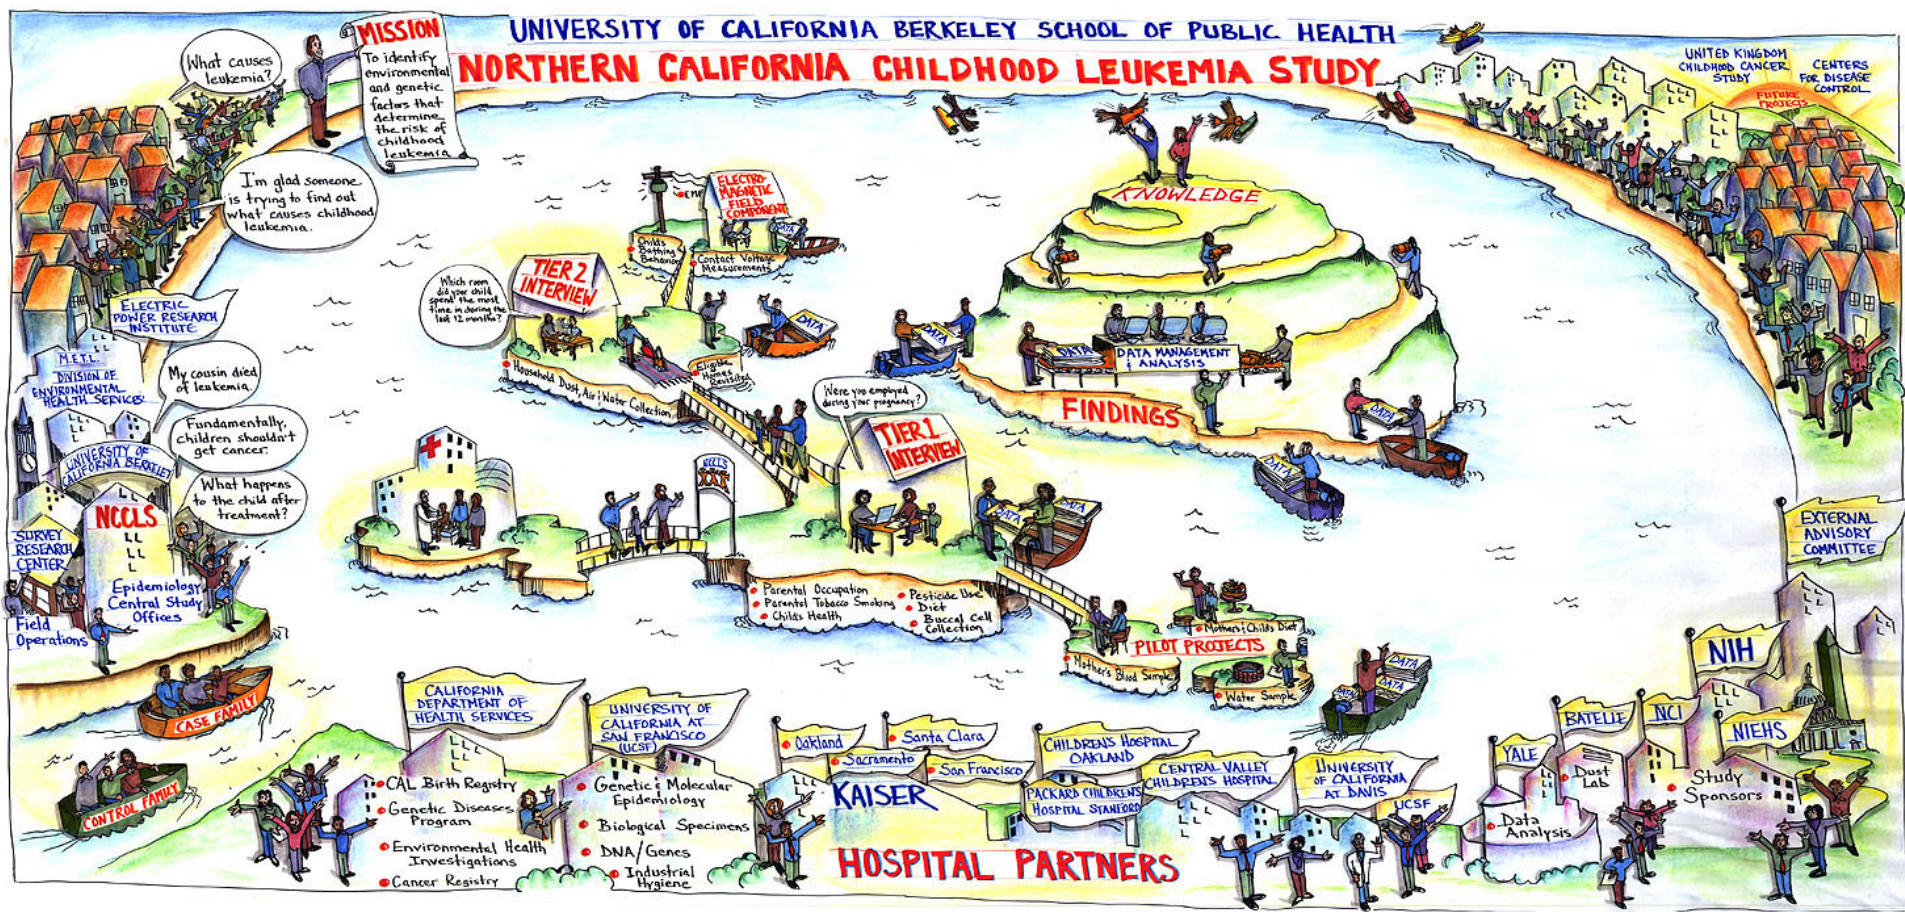 UNIVERSITY OF CALIFORNIA BERKELEY SCHOOL OF PUBLIC HEALTH
NORTHERN CALIFORNIA CHILDHOOD LEUKEMIA STUDY
MISSION
To identify
environmental
and genetic
factors that
determine
the risk of
childhood
leukemia
What causes
leukemia?
I'm glad someone
is trying to find out
what causes childhood
leukemia.
UNITED KINGDOM
CHILDHOOD CANCER
STUDY
CENTERS
FOR DISEASE
CONTROL
FUTURE
PROJECTS
KNOWLEDGE
EMF
ELECTRO-
MAGNETIC
FIELD
COMPONENT
DATA
Child's
Bathing
Behavior
Contact Voltage
Measurements
Which room
did your child
spend the most
time in during the
last 12 months?
TIER 2
INTERVIEW
DATA
Household Dust, Air & Water Collection
Eligible
Homes
Revisited
DATA
DATA
DATA MANAGEMENT
& ANALYSIS
FINDINGS
DATA
DATA
ELECTRIC
POWER RESEARCH
INSTITUTE
M.E.T.L.
DIVISION OF
ENVIRONMENTAL
HEALTH SERVICES
My cousin died
of leukemia.
Fundamentally,
children shouldn't
get cancer.
What happens
to the child after
treatment?
UNIVERSITY OF
CALIFORNIA BERKELEY
NCCLS
SURVEY
RESEARCH
CENTER
Epidemiology
Central Study
Offices
Field
Operations
Were you employed
during your pregnancy?
TIER 1
INTERVIEW
NCCLS
DATA
DATA
Parental Occupation
Parental Tobacco Smoking
Child's Health
Pesticide Use
Diet
Buccal Cell
Collection
Mother's & Child's Diet
PILOT PROJECTS
Mother's Blood Sample
Water Sample
DATA
DATA
DATA
CASE FAMILY
CONTROL FAMILY
CALIFORNIA
DEPARTMENT OF
HEALTH SERVICES
CAL Birth Registry
Genetic Diseases
Program
Environmental Health
Investigations
Cancer Registry
UNIVERSITY OF
CALIFORNIA AT
SAN FRANCISCO
(UCSF)
Genetic & Molecular
Epidemiology
Biological Specimens
DNA/Genes
Industrial
Hygiene
Oakland
Santa Clara
Sacramento
San Francisco
KAISER
CHILDREN'S HOSPITAL
OAKLAND
PACKARD CHILDREN'S
HOSPITAL STANFORD
CENTRAL VALLEY
CHILDREN'S HOSPITAL
UNIVERSITY
OF CALIFORNIA
AT DAVIS
UCSF
HOSPITAL PARTNERS
EXTERNAL
ADVISORY
COMMITTEE
NIH
BATELLE
NCI
NIEHS
YALE
Dust
Lab
Data
Analysis
Study
Sponsors